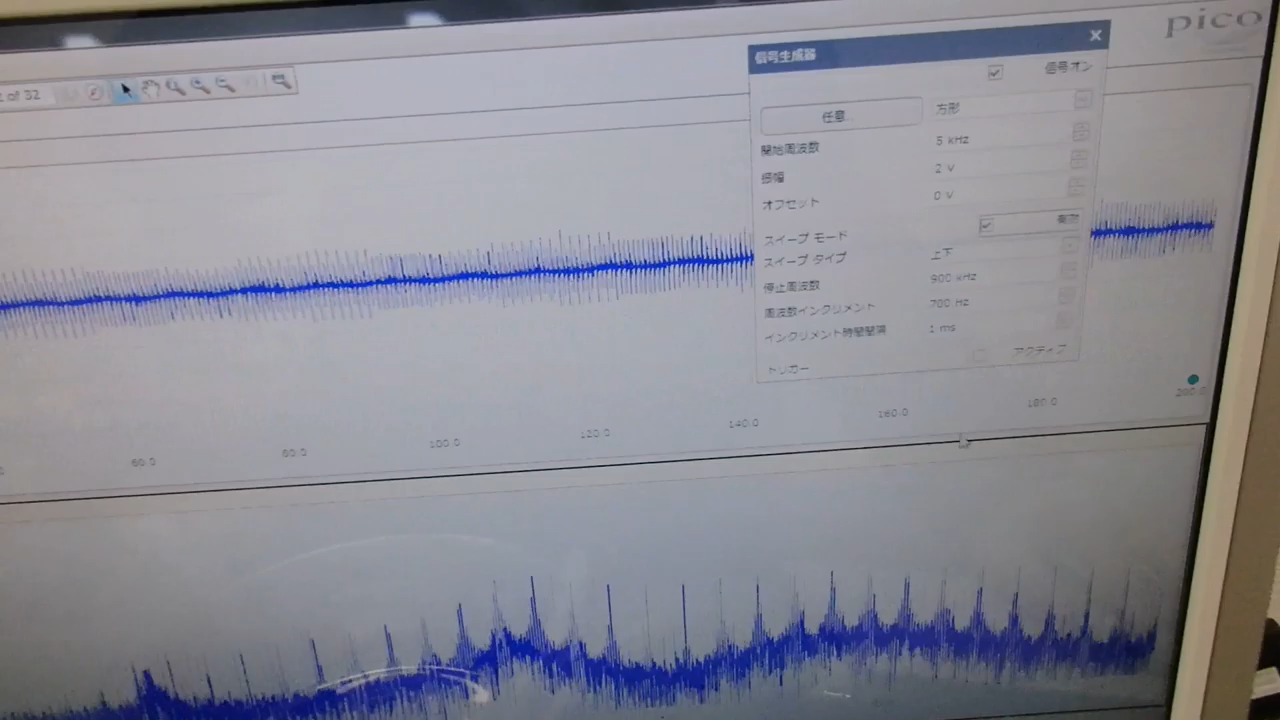 pico
of 32
信号生成器
信号オン
任意
方形
開始周波数 5 kHz
振幅 2 V
オフセット 0 V
スイープ モード 有効
スイープ タイプ 上下
停止周波数 900 kHz
周波数インクリメント 700 Hz
インクリメント時間間隔 1 ms
トリガー アクティブ
60.0 80.0 100.0 120.0 140.0 160.0 180.0 200.0